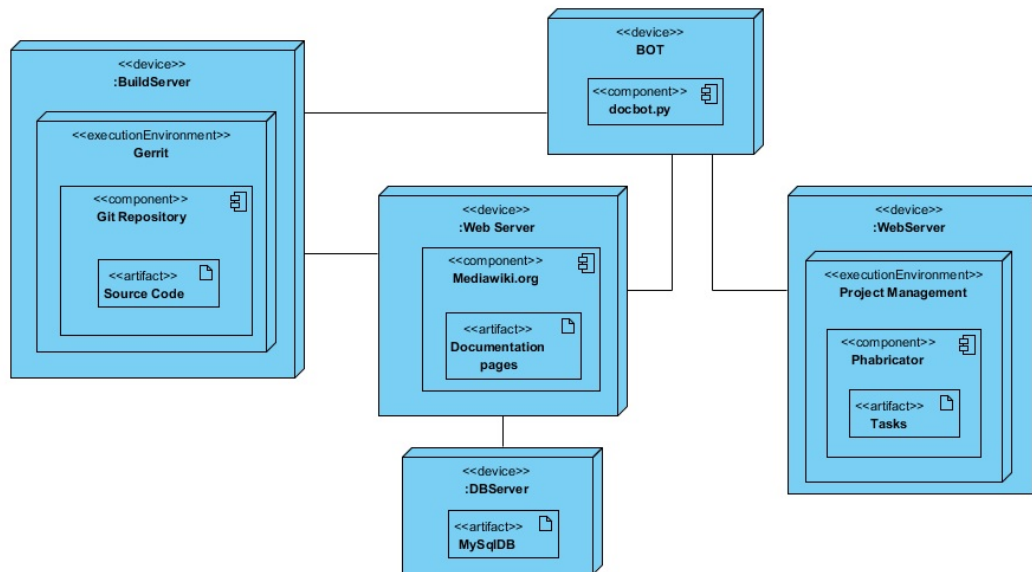 <<device>>
:BuildServer
<<executionEnvironment>>
Gerrit
<<component>>
Git Repository
<<artifact>>
Source Code
<<device>>
BOT
<<component>>
docbot.py
<<device>>
:Web Server
<<component>>
Mediawiki.org
<<artifact>>
Documentation
pages
<<device>>
:WebServer
<<executionEnvironment>>
Project Management
<<component>>
Phabricator
<<artifact>>
Tasks
<<device>>
:DBServer
<<artifact>>
MySqlDB